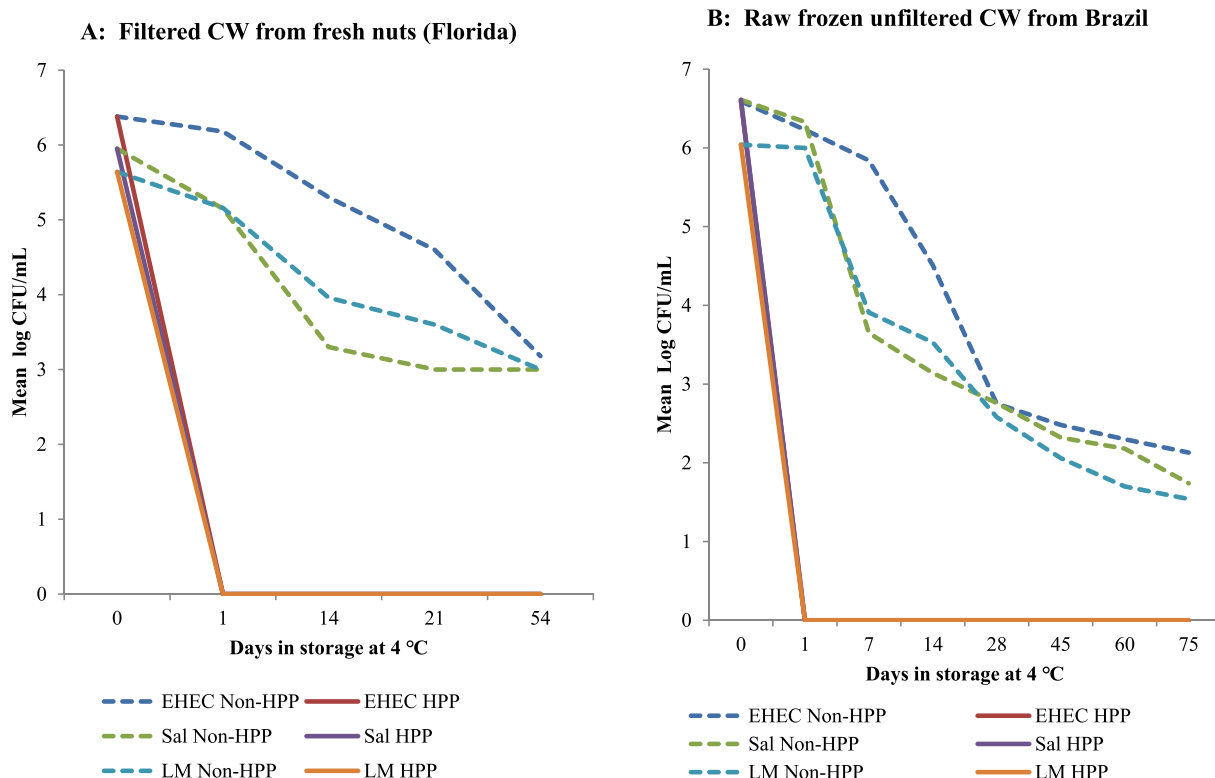 A: Filtered CW from fresh nuts (Florida)
7
6
5
4
3
2
1
0
Mean log CFU/mL
0 1 14 21 54
Days in storage at 4 °C
EHEC Non-HPP EHEC HPP
Sal Non-HPP Sal HPP
LM Non-HPP LM HPP
B: Raw frozen unfiltered CW from Brazil
7
6
5
4
3
2
1
0
Mean Log CFU/mL
0 1 7 14 28 45 60 75
Days in storage at 4 °C
EHEC Non-HPP EHEC HPP
Sal Non-HPP Sal HPP
LM Non-HPP LM HPP